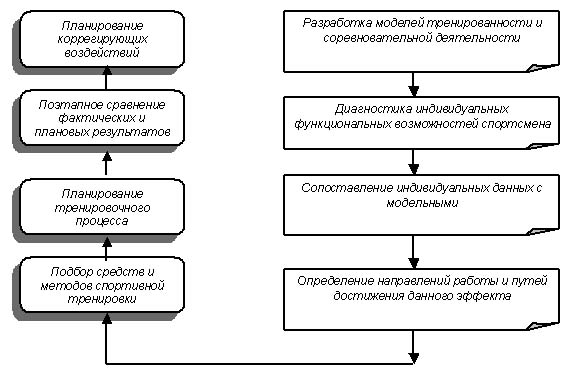 Разработка моделей тренированности и
соревновательной деятельности
Диагностика индивидуальных
функциональных возможностей спортсмена
Сопоставление индивидуальных данных с
модельными
Определение направлений работы и путей
достижения данного эффекта
Подбор средств и
методов спортивной
тренировки
Планирование
тренировочного
процесса
Поэтапное сравнение
фактических и
плановых результатов
Планирование
коррегирующих
воздействий